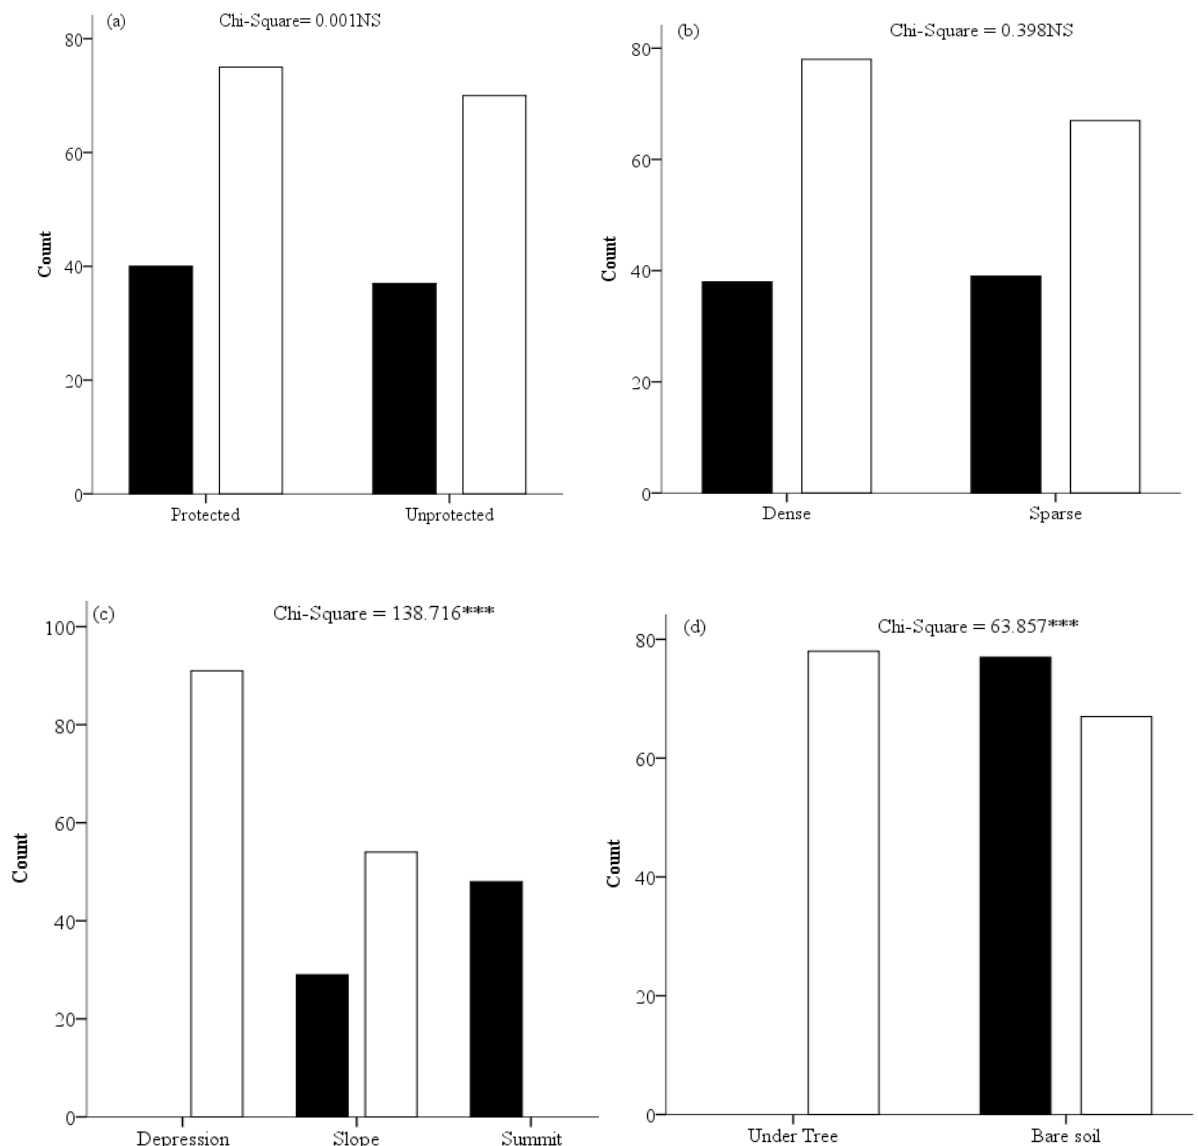 (a)
Chi-Square= 0.001NS
80
60
40
20
0
Count
Protected
Unprotected
(b)
Chi-Square = 0.398NS
80
60
40
20
0
Count
Dense
Sparse
(c)
Chi-Square = 138.716***
100
80
60
40
20
0
Count
Depression
Slope
Summit
(d)
Chi-Square = 63.857***
80
60
40
20
0
Count
Under Tree
Bare soil